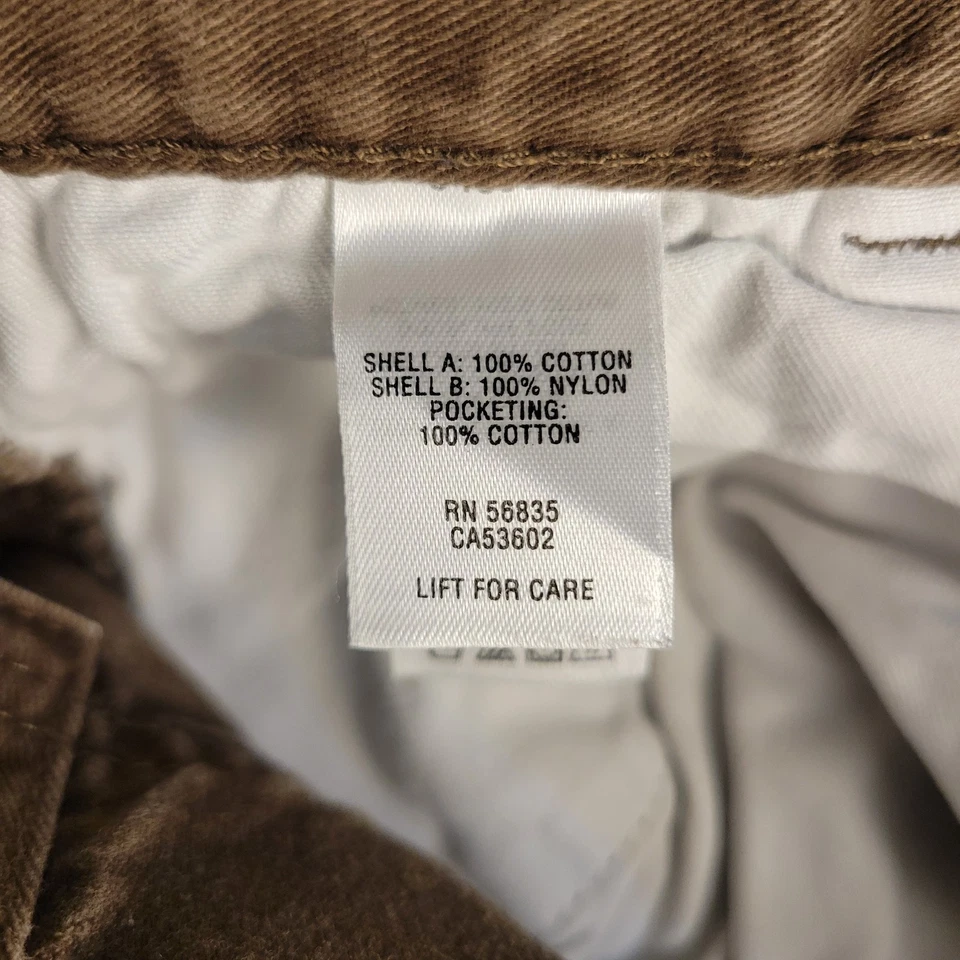 SHELL A: 100% COTTON
SHELL B: 100% NYLON
POCKETING:
100% COTTON
RN 56835
CA53602
LIFT FOR CARE